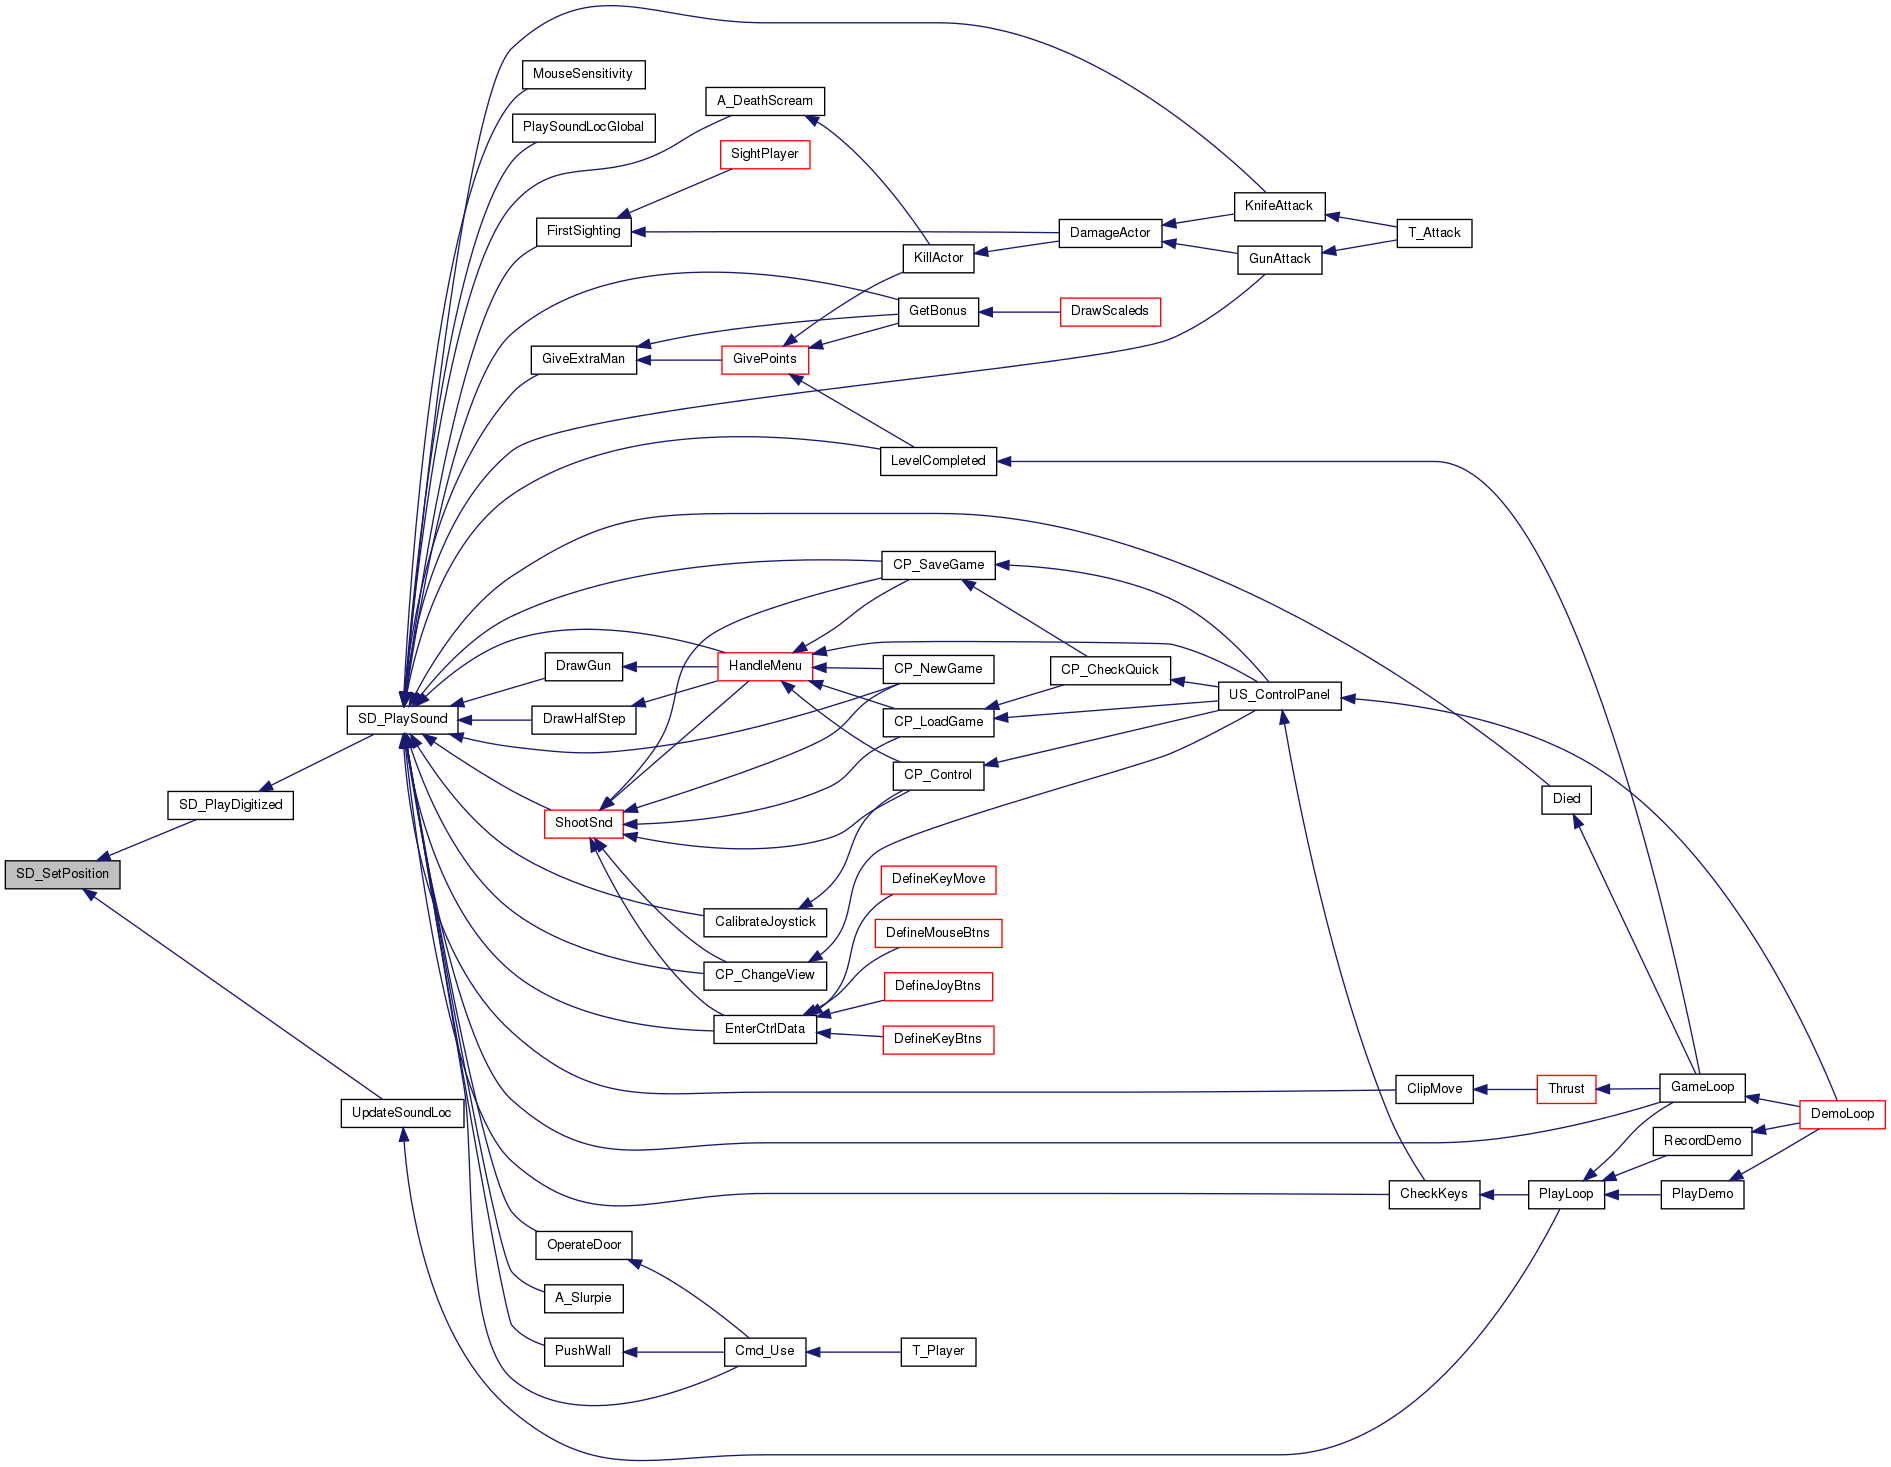 MouseSensitivity
A_DeathScream
PlaySoundLocGlobal
SightPlayer
KnifeAttack
FirstSighting
DamageActor
T_Attack
KillActor
GunAttack
GetBonus
DrawScaleds
GiveExtraMan
GivePoints
LevelCompleted
CP_SaveGame
DrawGun
HandleMenu
CP_NewGame
CP_CheckQuick
US_ControlPanel
SD_PlaySound
DrawHalfStep
CP_LoadGame
CP_Control
SD_PlayDigitized
Died
ShootSnd
SD_SetPosition
DefineKeyMove
CalibrateJoystick
DefineMouseBtns
CP_ChangeView
DefineJoyBtns
EnterCtrlData
DefineKeyBtns
ClipMove
Thrust
GameLoop
UpdateSoundLoc
DemoLoop
RecordDemo
CheckKeys
PlayLoop
PlayDemo
OperateDoor
A_Slurpie
PushWall
Cmd_Use
T_Player